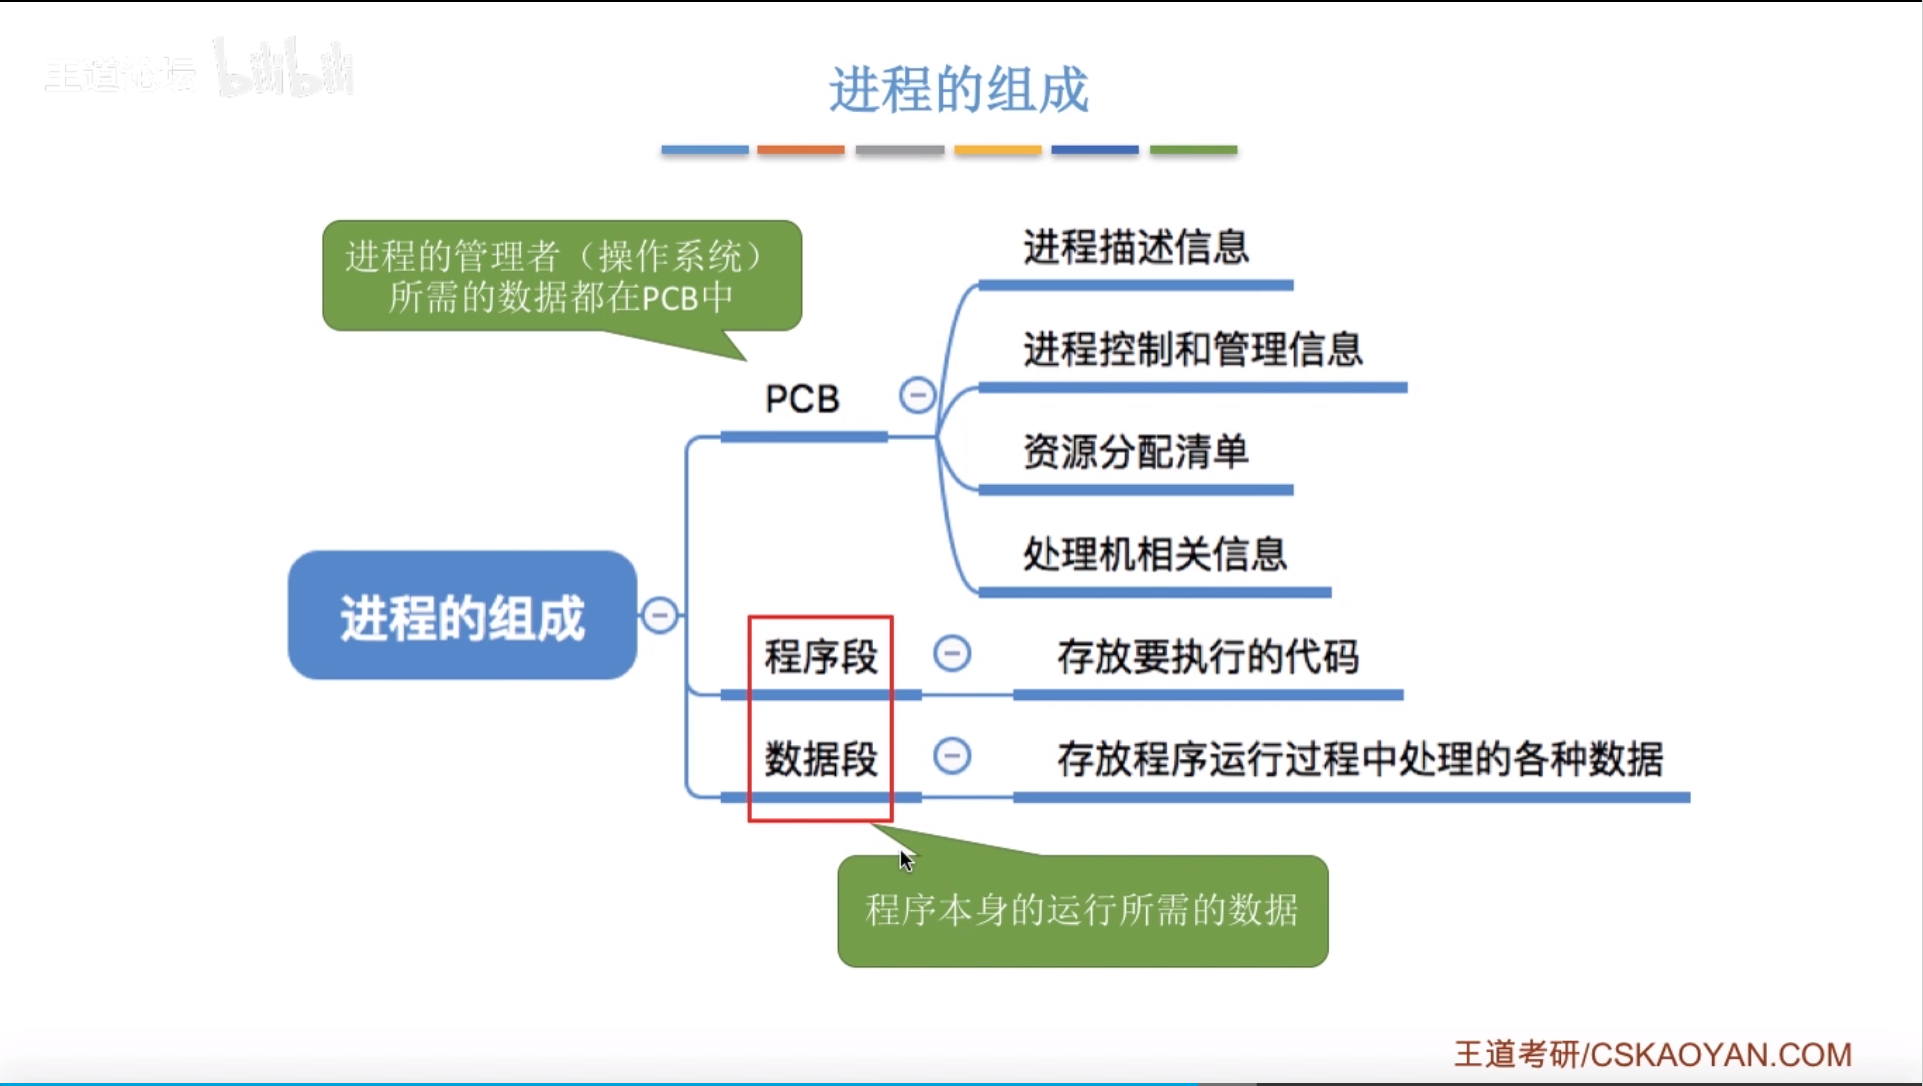 王道论坛 bilibili
进程的组成
进程的管理者（操作系统）
所需的数据都在PCB中
进程描述信息
进程控制和管理信息
PCB
资源分配清单
处理机相关信息
进程的组成
程序段
存放要执行的代码
数据段
存放程序运行过程中处理的各种数据
程序本身的运行所需的数据
王道考研/CSKAOYAN.COM